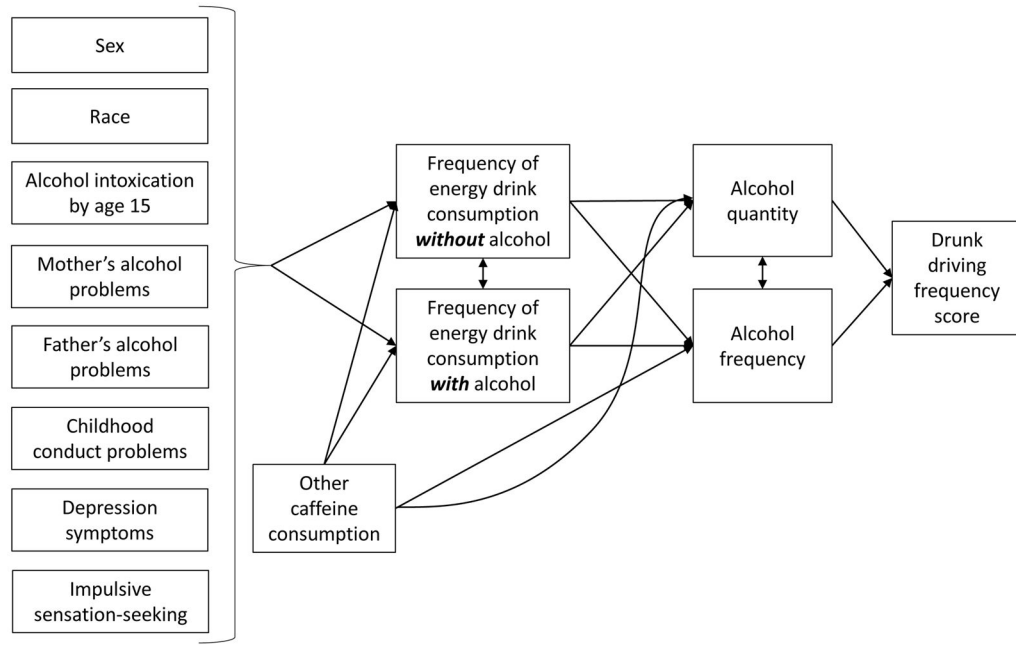 Sex
Race
Alcohol intoxication
by age 15
Mother's alcohol
problems
Father's alcohol
problems
Childhood
conduct problems
Depression
symptoms
Impulsive
sensation-seeking
Other
caffeine
consumption
Frequency of
energy drink
consumption
without alcohol
Frequency of
energy drink
consumption
with alcohol
Alcohol
quantity
Alcohol
frequency
Drunk
driving
frequency
score